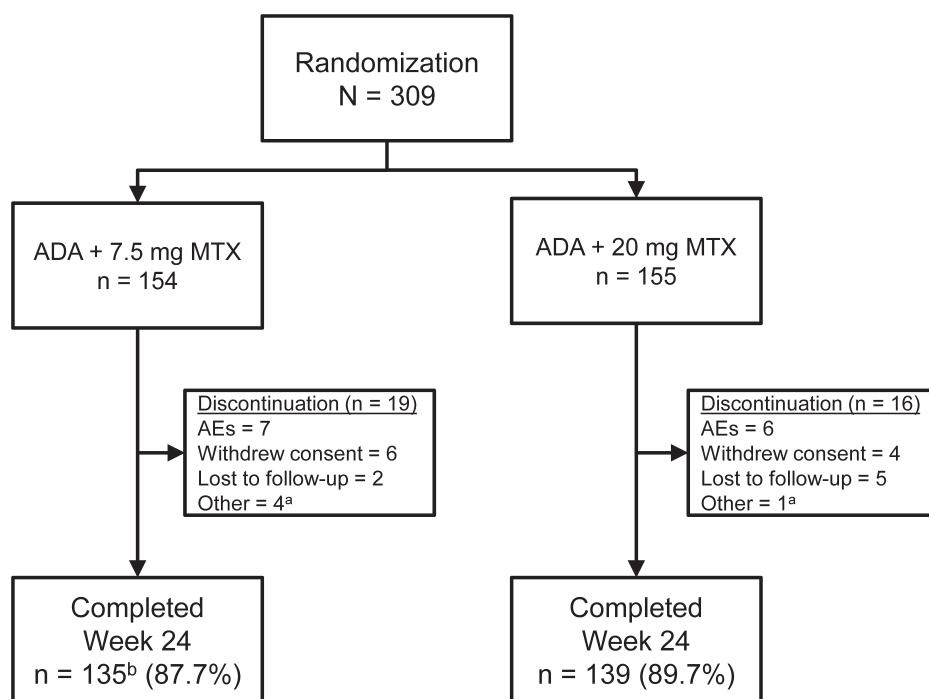 Randomization
N = 309
ADA + 7.5 mg MTX
n = 154
ADA + 20 mg MTX
n = 155
Discontinuation (n = 19)
AEs = 7
Withdrew consent = 6
Lost to follow-up = 2
Other = 4ᵃ
Discontinuation (n = 16)
AEs = 6
Withdrew consent = 4
Lost to follow-up = 5
Other = 1ᵃ
Completed
Week 24
n = 135ᵇ (87.7%)
Completed
Week 24
n = 139 (89.7%)